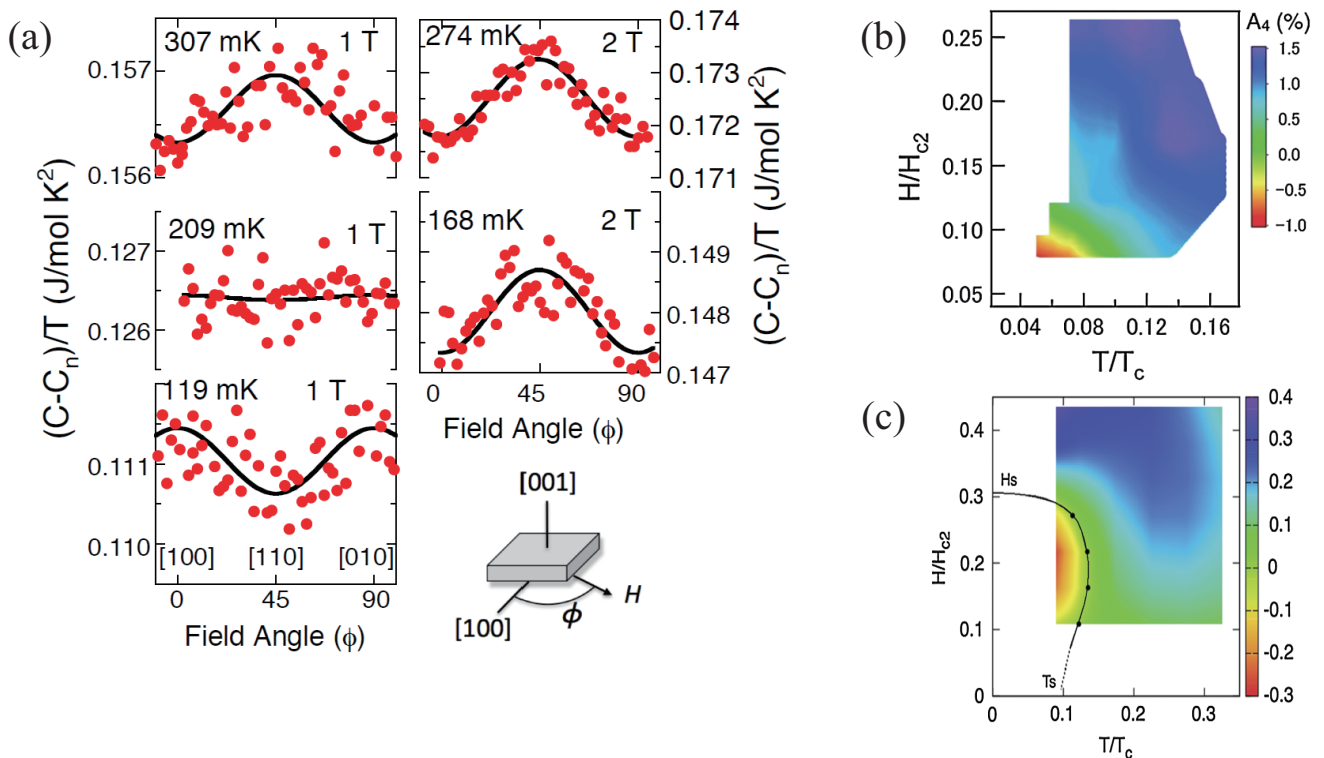 (a)
307 mK 1 T
0.157
0.156
209 mK 1 T
0.127
0.126
119 mK 1 T
0.111
0.110
[100] [110] [010]
0 45 90
Field Angle (ϕ)
(C-Cn)/T (J/mol K²)
274 mK 2 T
0.174
0.173
0.172
0.171
168 mK 2 T
0.149
0.148
0.147
0 45 90
Field Angle (ϕ)
(C-Cn)/T (J/mol K²)
[001]
[100]
ϕ
H
(b)
A4 (%)
1.5
1.0
0.5
0.0
−0.5
−1.0
0.25
0.20
0.15
0.10
0.05
H/Hc2
0.04 0.08 0.12 0.16
T/Tc
(c)
0.4
0.3
0.2
0.1
0
H/Hc2
Hs
Ts
0 0.1 0.2 0.3
T/Tc
0.4
0.3
0.2
0.1
0
-0.1
-0.2
-0.3